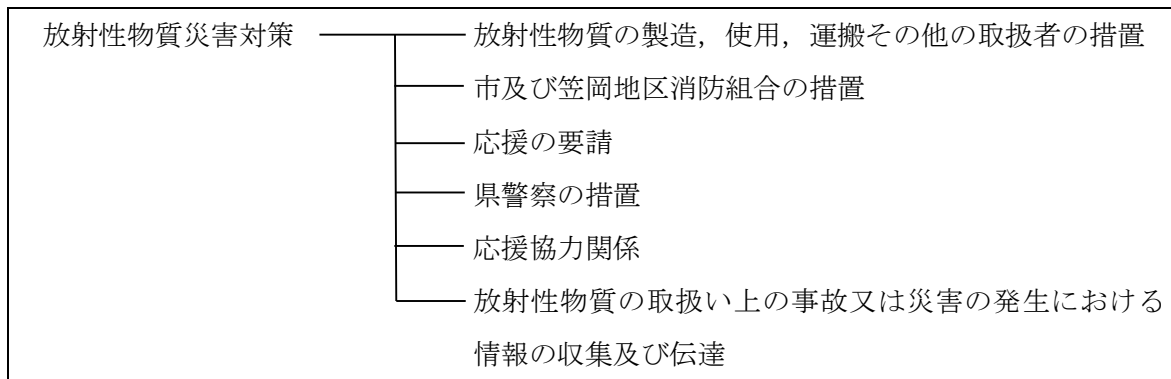 放射性物質災害対策
放射性物質の製造，使用，運搬その他の取扱者の措置
市及び笠岡地区消防組合の措置
応援の要請
県警察の措置
応援協力関係
放射性物質の取扱い上の事故又は災害の発生における
情報の収集及び伝達